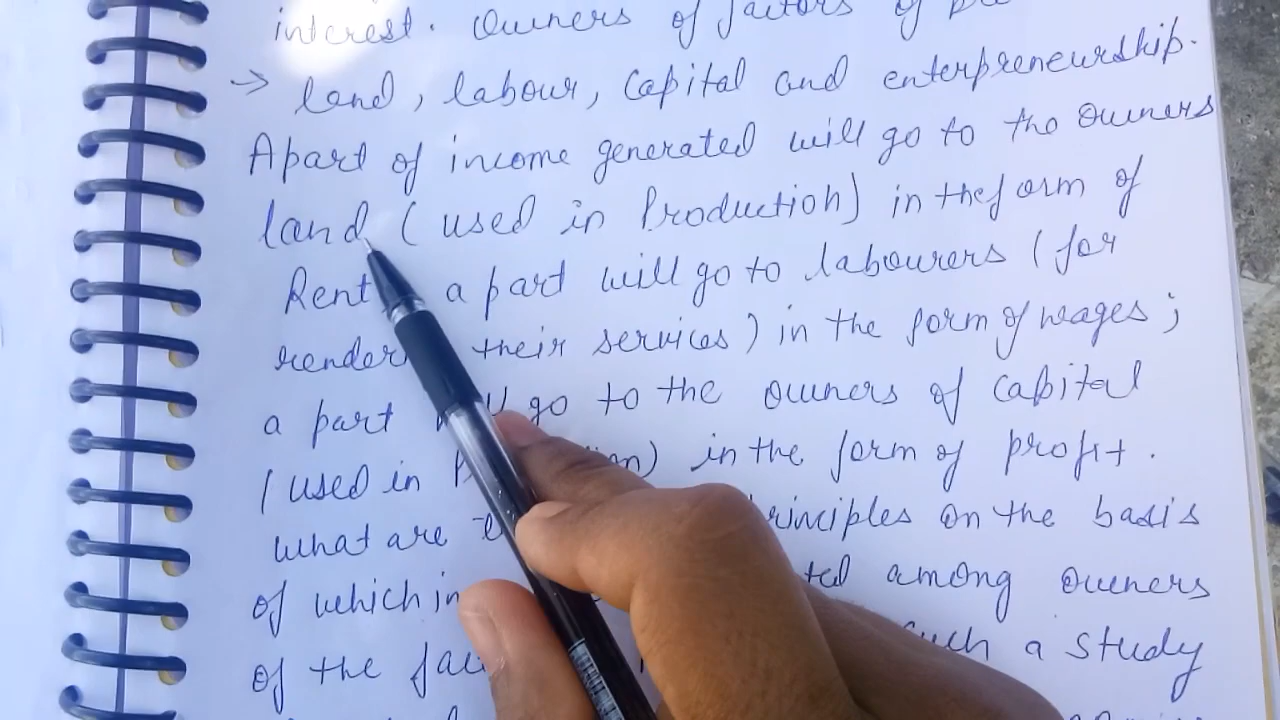 interest. Owners of factors of
→ land, labour, Capital and enterpreneurship.
A part of income generated will go to the owners
land (used in Production) in the form of
Rent a part will go to labourers (for
render their services) in the form of wages;
a part go to the owners of Capital
(used in in the form of profit.
what are principles on the basis
of which in among owners
of the such a study